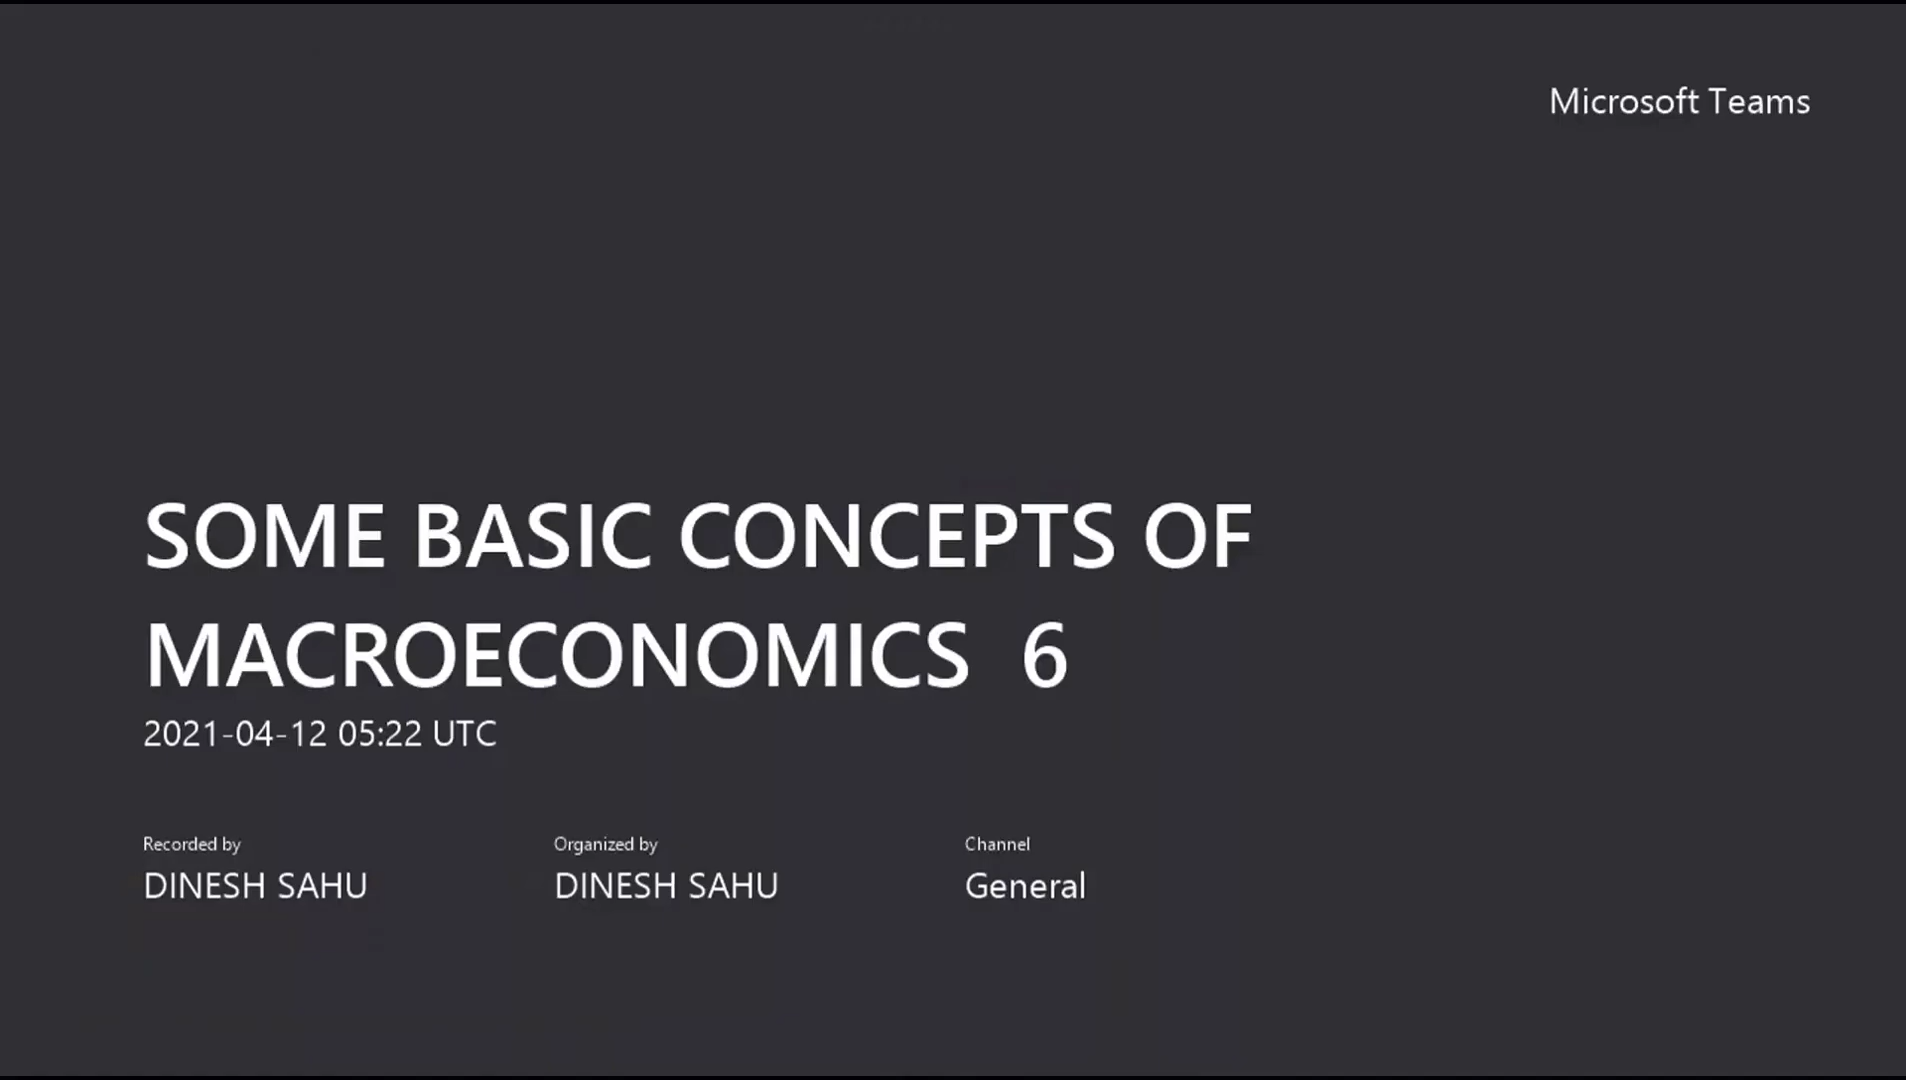 Microsoft Teams
SOME BASIC CONCEPTS OF
MACROECONOMICS  6
2021-04-12 05:22 UTC
Recorded by
DINESH SAHU
Organized by
DINESH SAHU
Channel
General